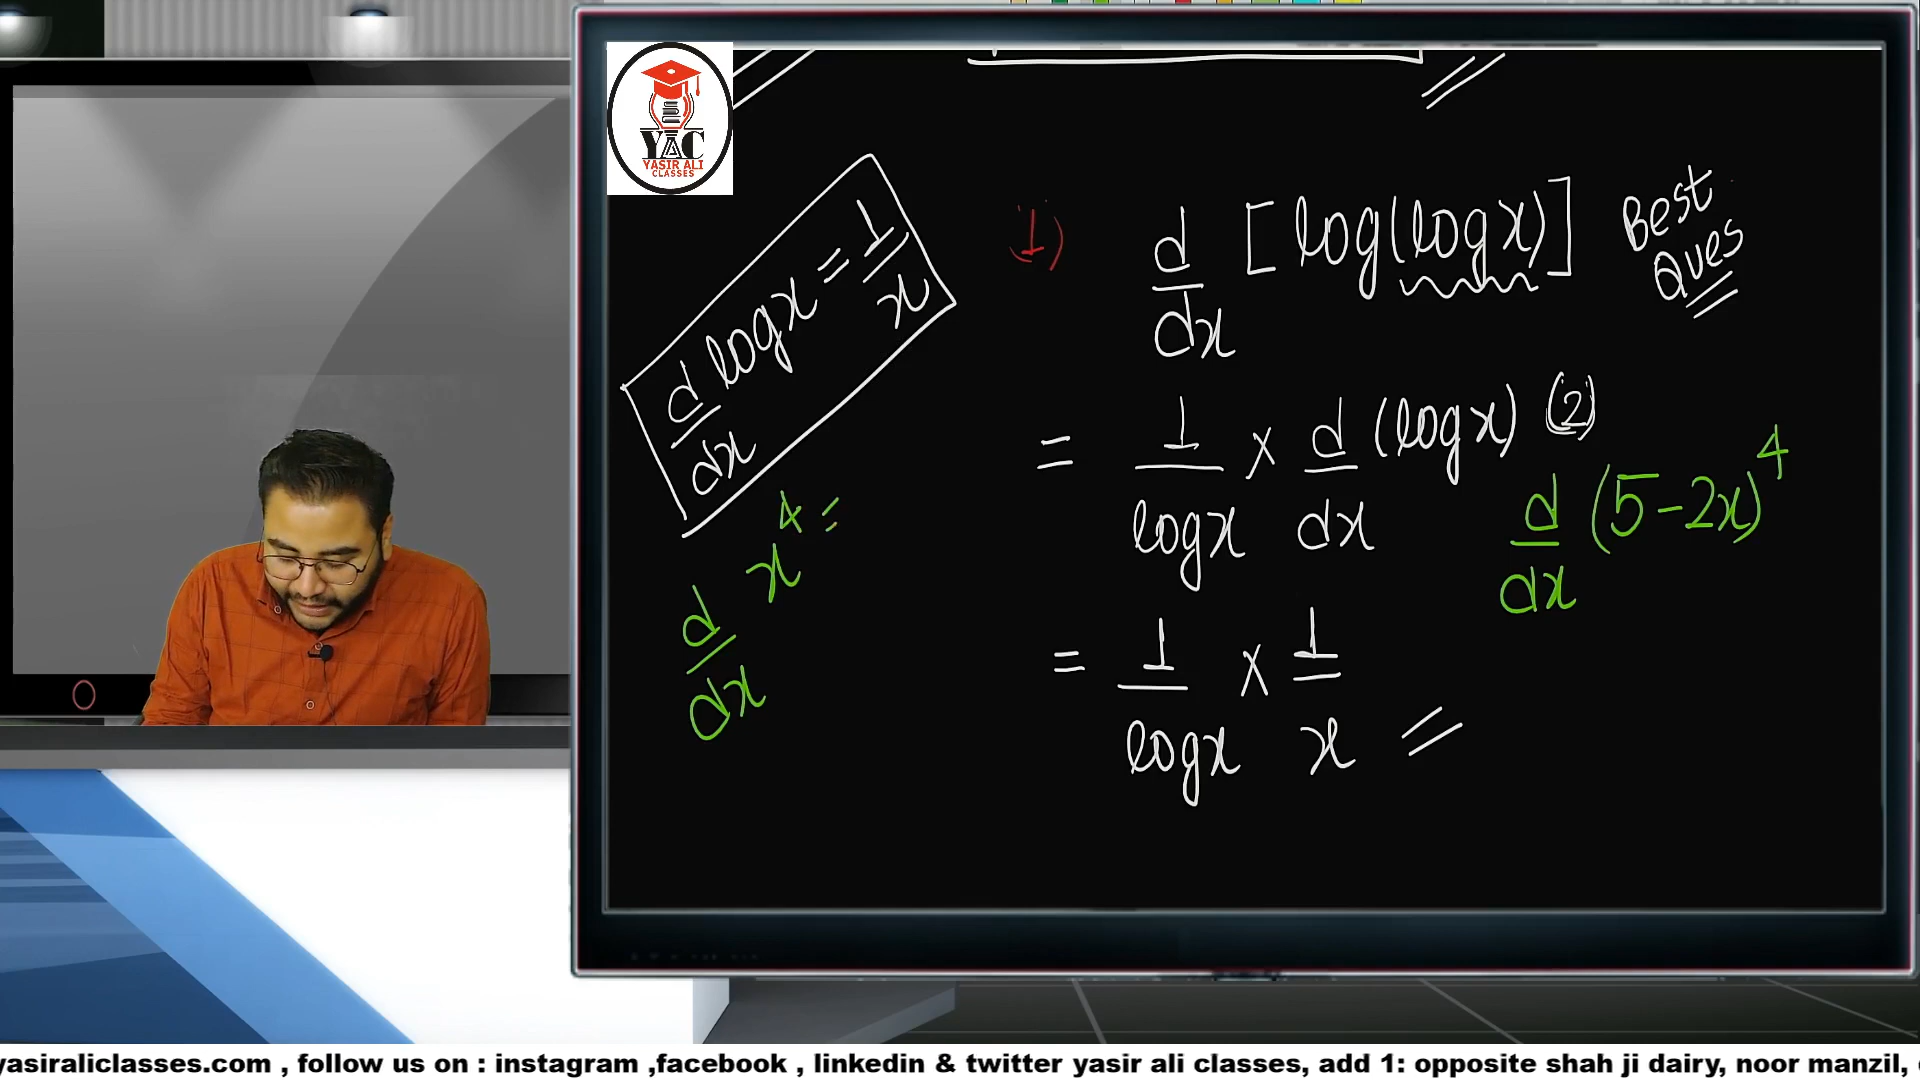 YAC
YASIR ALI
CLASSES
d/dx log x = 1/x
(1) d/dx [log(log x)]
Best
Ques
= 1/log x × d/dx (log x)
(2) d/dx (5-2x)^4
= 1/log x × 1/x
d/dx x^4 =
yasiraliclasses.com , follow us on : instagram ,facebook , linkedin & twitter yasir ali classes, add 1: opposite shah ji dairy, noor manzil,